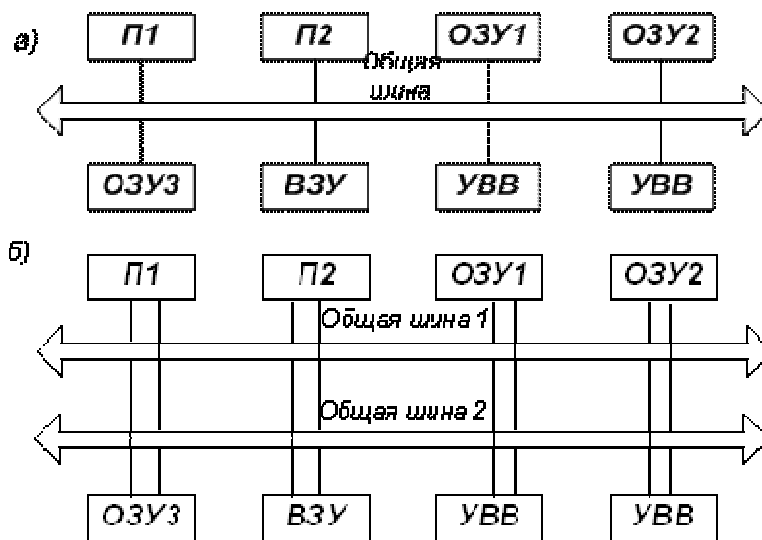 а)
П1 П2 ОЗУ1 ОЗУ2
Общая
шина
ОЗУ3 ВЗУ УВВ УВВ
б)
П1 П2 ОЗУ1 ОЗУ2
Общая шина 1
Общая шина 2
ОЗУ3 ВЗУ УВВ УВВ